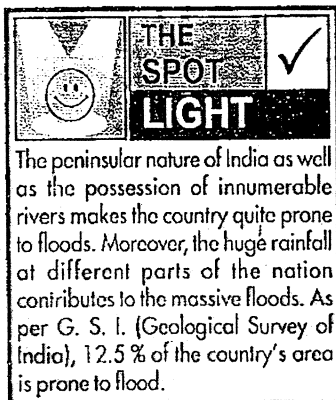 THE
SPOT
LIGHT
The peninsular nature of India as well
as the possession of innumerable
rivers makes the country quite prone
to floods. Moreover, the huge rainfall
at different parts of the nation
contributes to the massive floods. As
per G. S. I. (Geological Survey of
India), 12.5 % of the country's area
is prone to flood.